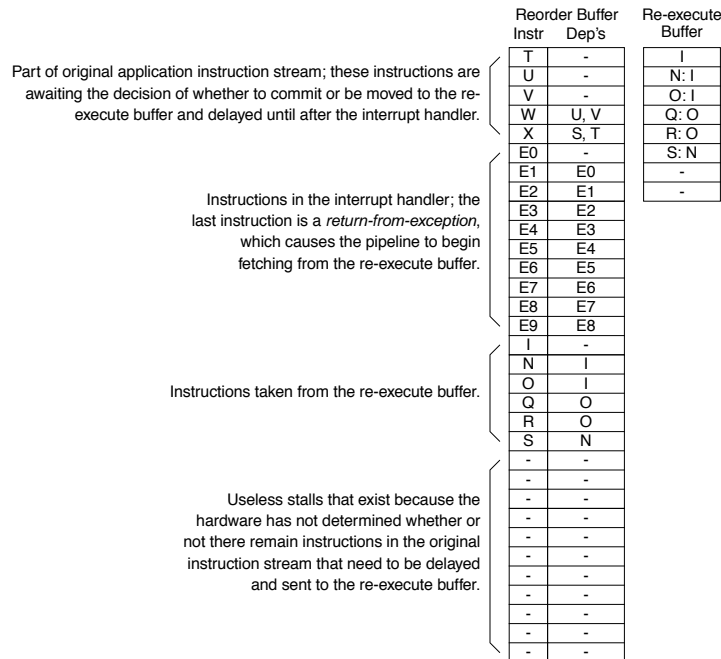 Reorder Buffer Re-execute
Instr Dep's Buffer
T - I
Part of original application instruction stream; these instructions are U - N: I
awaiting the decision of whether to commit or be moved to the re- V - O: I
execute buffer and delayed until after the interrupt handler. W U, V Q: O
X S, T R: O
E0 - S: N
E1 E0 -
Instructions in the interrupt handler; the E2 E1 -
last instruction is a return-from-exception, E3 E2
which causes the pipeline to begin E4 E3
fetching from the re-execute buffer. E5 E4
E6 E5
E7 E6
E8 E7
E9 E8
I -
N I
Instructions taken from the re-execute buffer. O I
Q O
R O
S N
- -
- -
Useless stalls that exist because the - -
hardware has not determined whether or - -
not there remain instructions in the original - -
instruction stream that need to be delayed - -
and sent to the re-execute buffer. - -
- -
- -
- -
- -